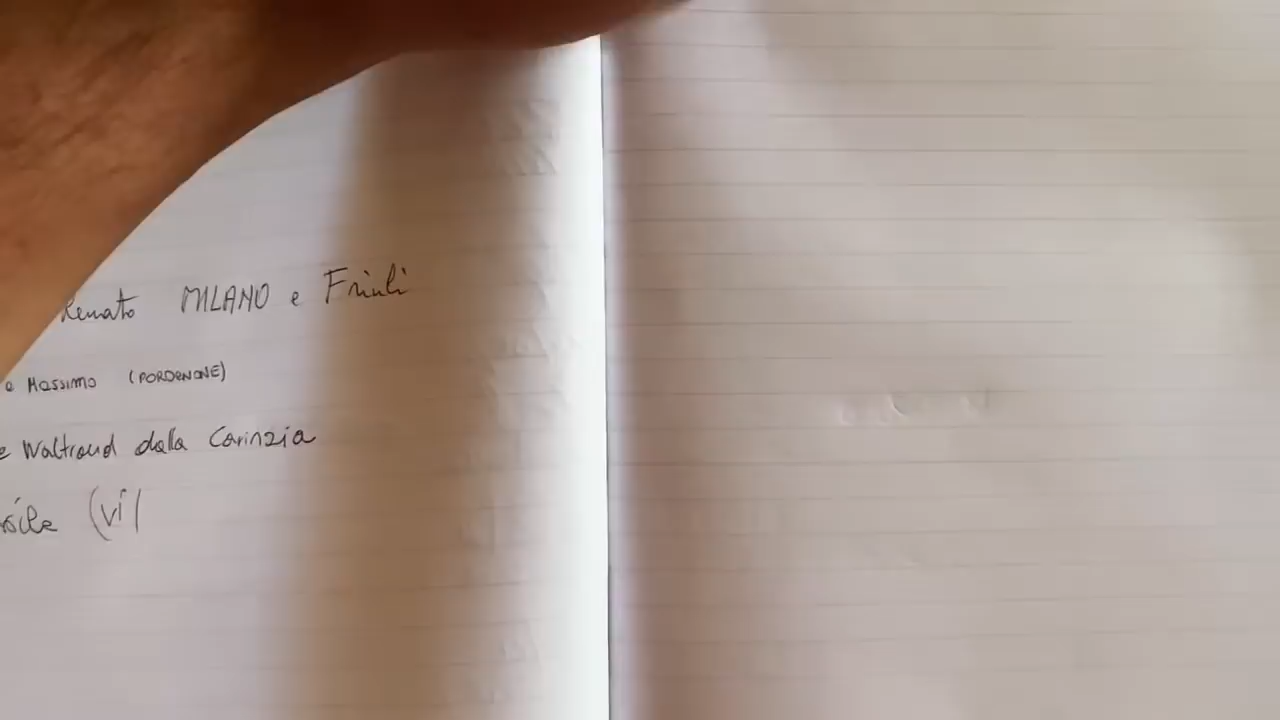 Renato MILANO e Friuli
e Massimo (PORDENONE)
e Waltraud dalla Carinzia
(VI)